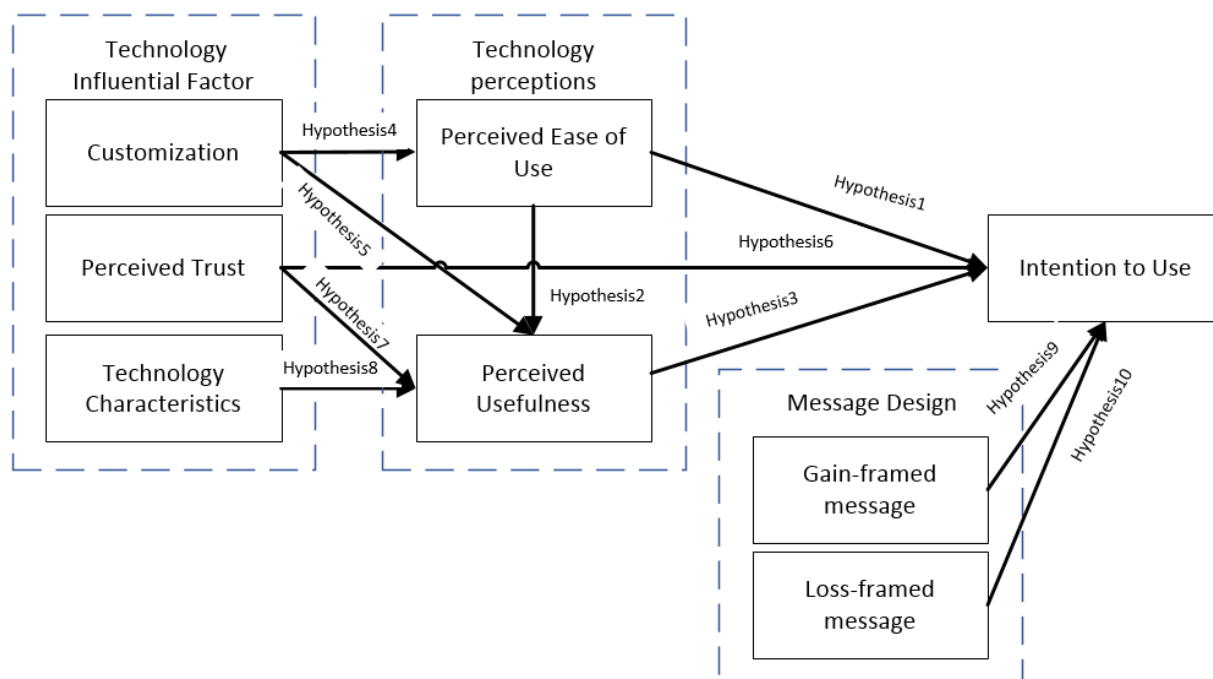 Technology
Influential Factor
Customization
Perceived Trust
Technology
Characteristics
Hypothesis4
Hypothesis5
Hypothesis7
Hypothesis8
Technology
perceptions
Perceived Ease of
Use
Hypothesis2
Perceived
Usefulness
Hypothesis1
Hypothesis6
Hypothesis3
Intention to Use
Hypothesis9
Hypothesis10
Message Design
Gain-framed
message
Loss-framed
message